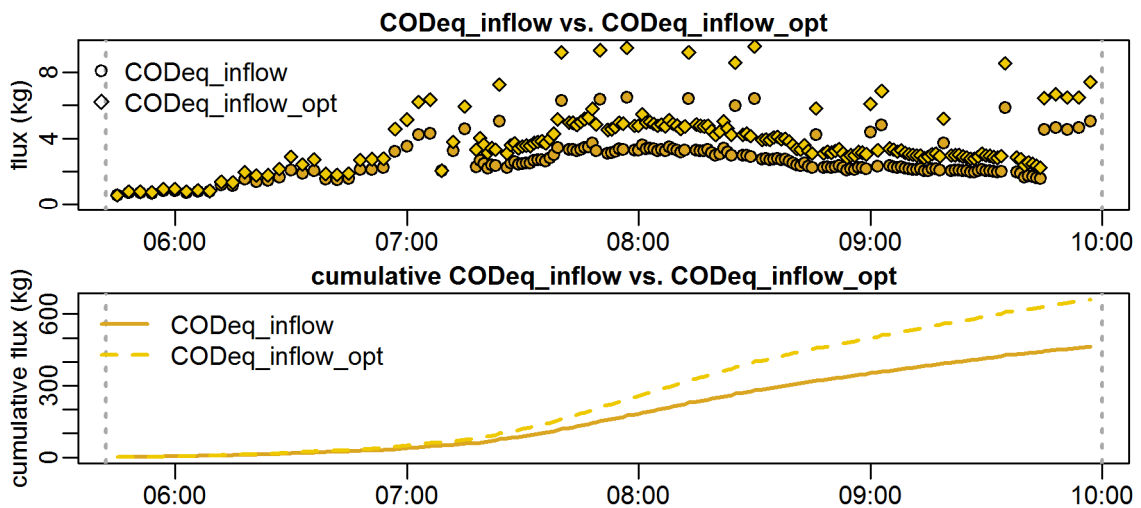 CODeq_inflow vs. CODeq_inflow_opt
flux (kg)
8
4
0
CODeq_inflow
CODeq_inflow_opt
06:00 07:00 08:00 09:00 10:00
cumulative CODeq_inflow vs. CODeq_inflow_opt
cumulative flux (kg)
600
300
0
CODeq_inflow
CODeq_inflow_opt
06:00 07:00 08:00 09:00 10:00